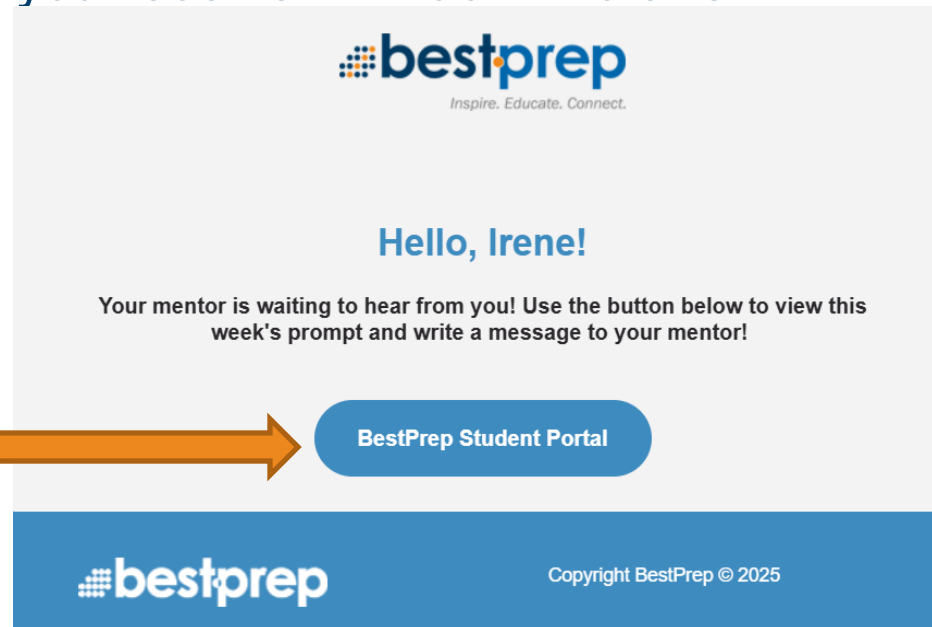 bestprep
Inspire. Educate. Connect.
Hello, Irene!
Your mentor is waiting to hear from you! Use the button below to view this
week's prompt and write a message to your mentor!
BestPrep Student Portal
bestprep
Copyright BestPrep © 2025